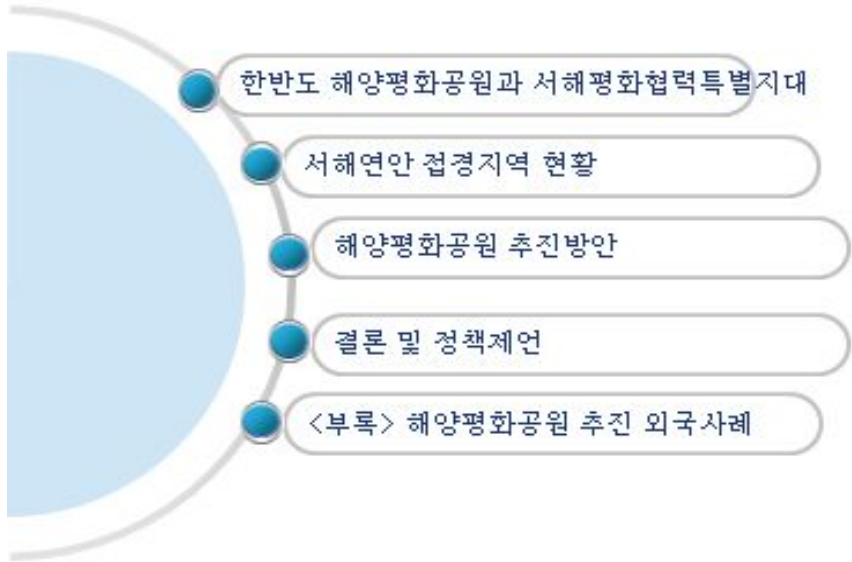 한반도 해양평화공원과 서해평화협력특별지대
서해연안 접경지역 현황
해양평화공원 추진방안
결론 및 정책제언
<부록> 해양평화공원 추진 외국사례